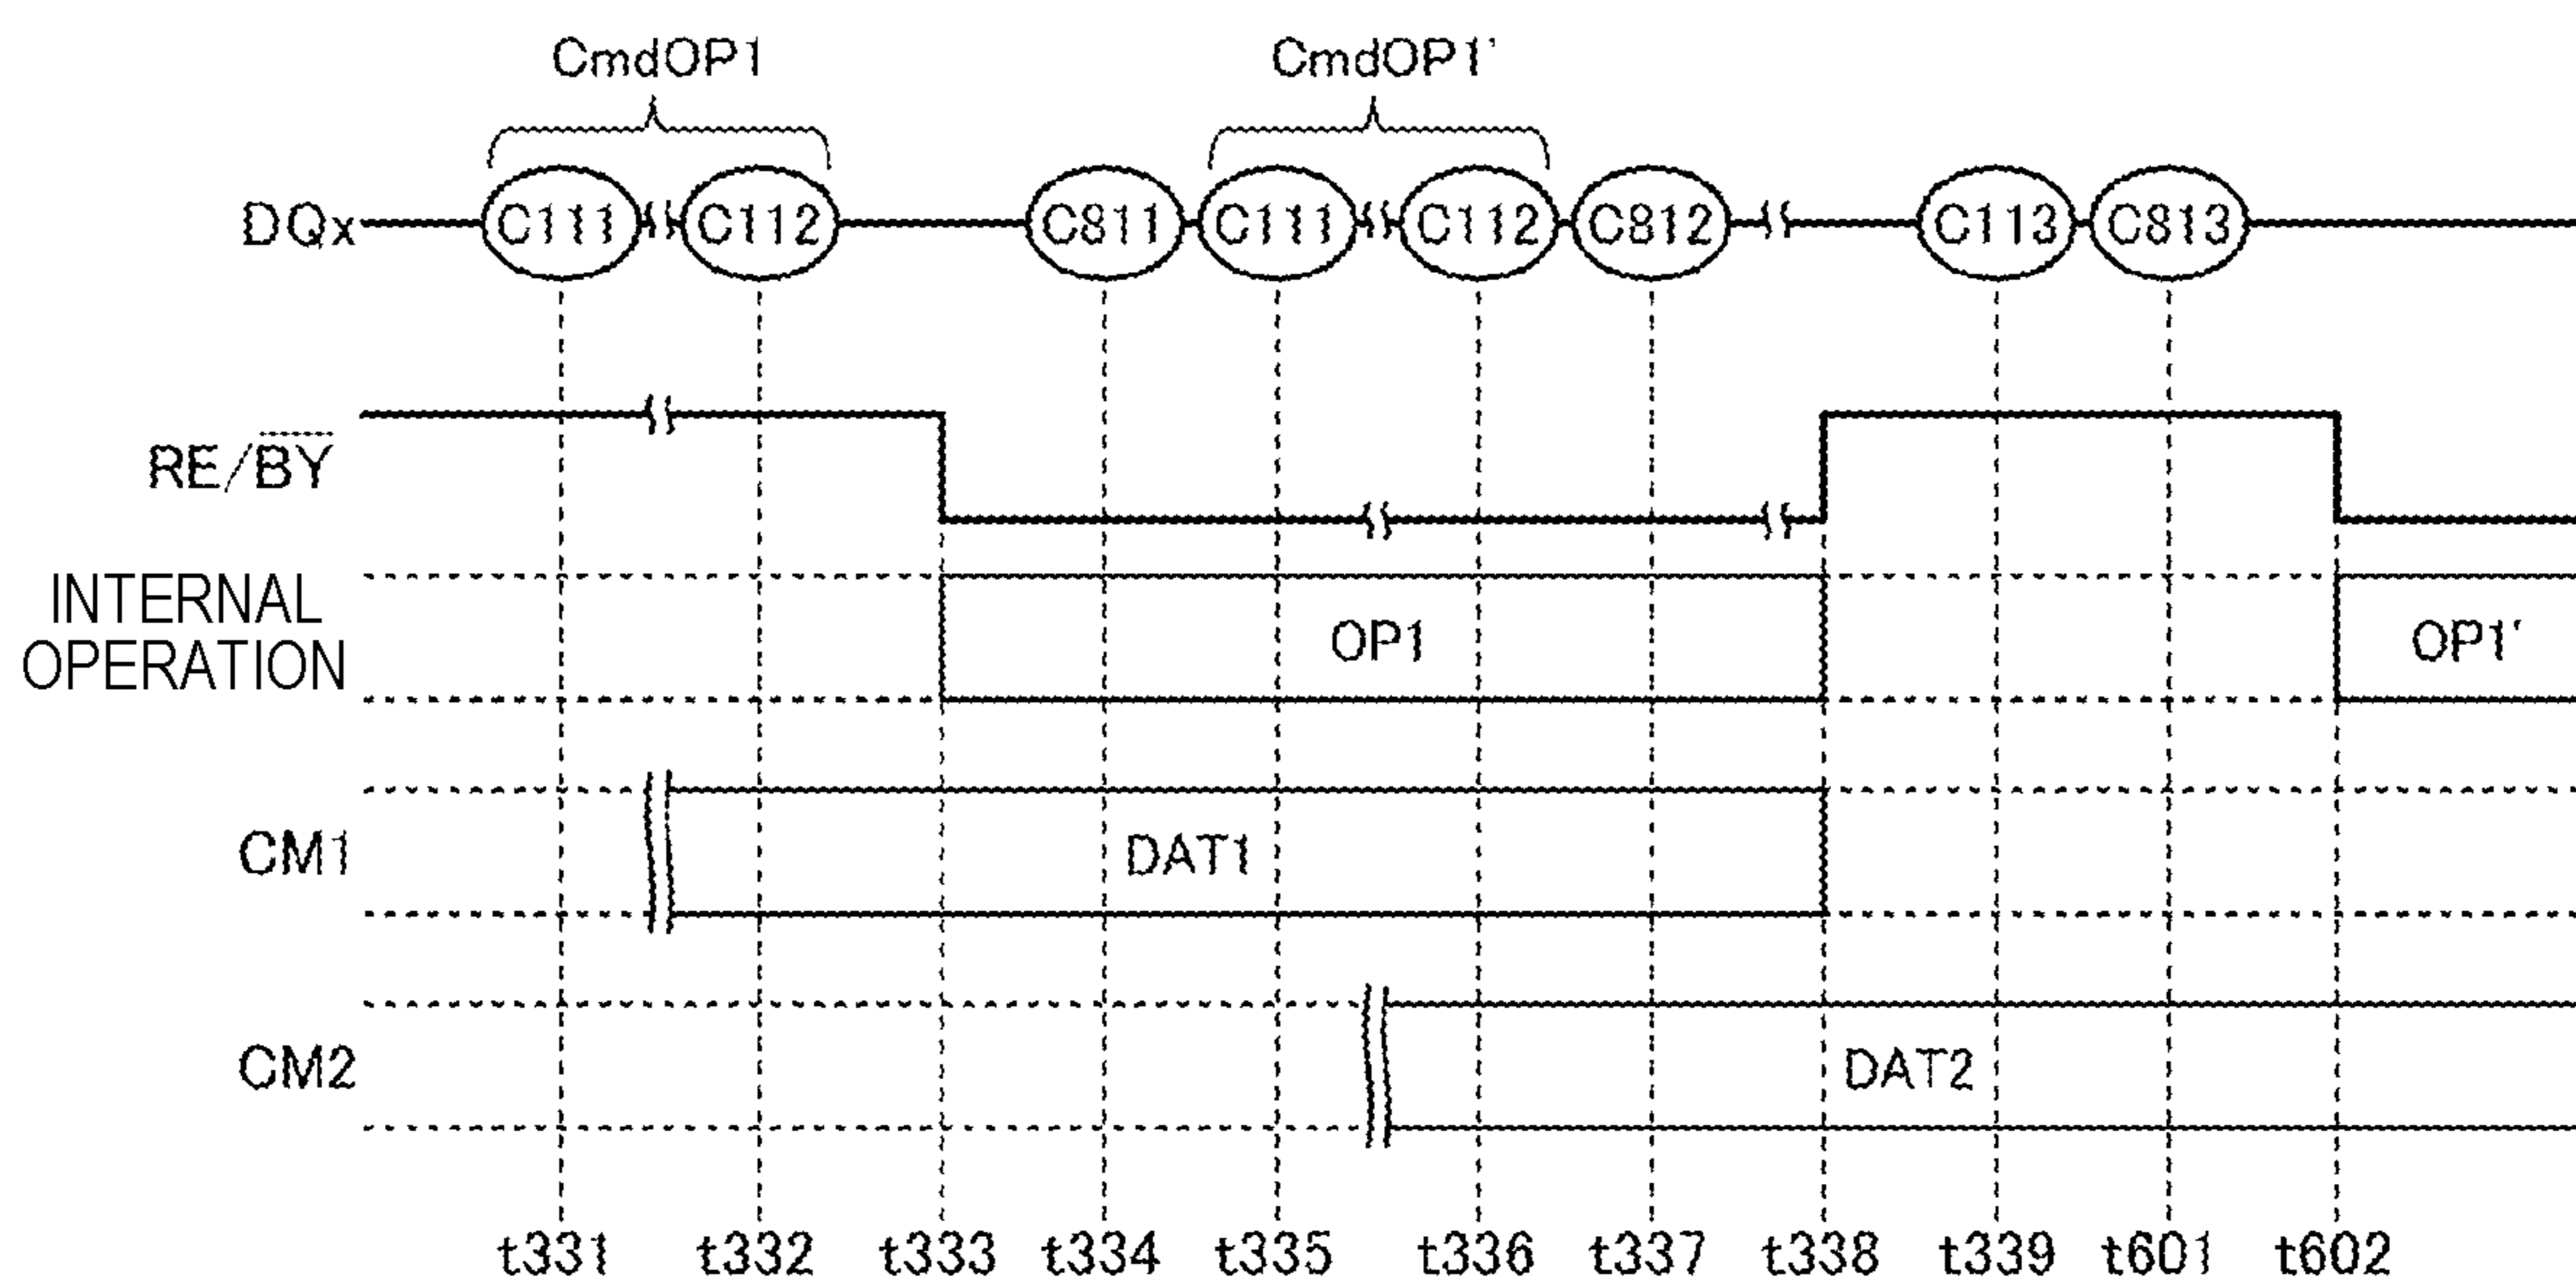 CmdOP1 CmdOP1'
DQx C111 C112 C811 C111 C112 C812 C113 C813
RE/B̅Y̅
INTERNAL
OPERATION
OP1 OP1'
CM1 DAT1
CM2 DAT2
t331 t332 t333 t334 t335 t336 t337 t338 t339 t601 t602